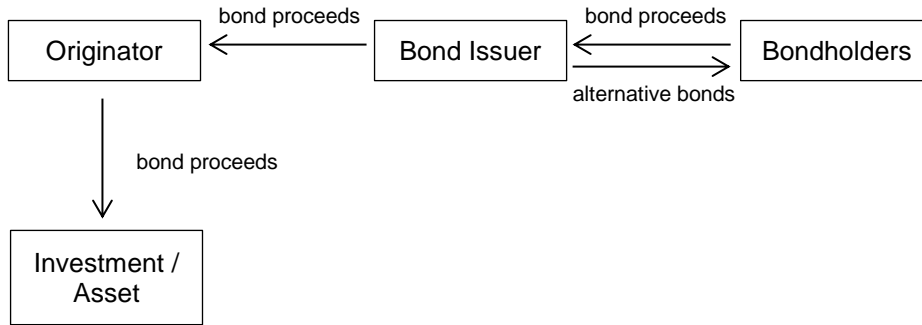 bond proceeds
bond proceeds
Originator
Bond Issuer
Bondholders
alternative bonds
bond proceeds
Investment /
Asset